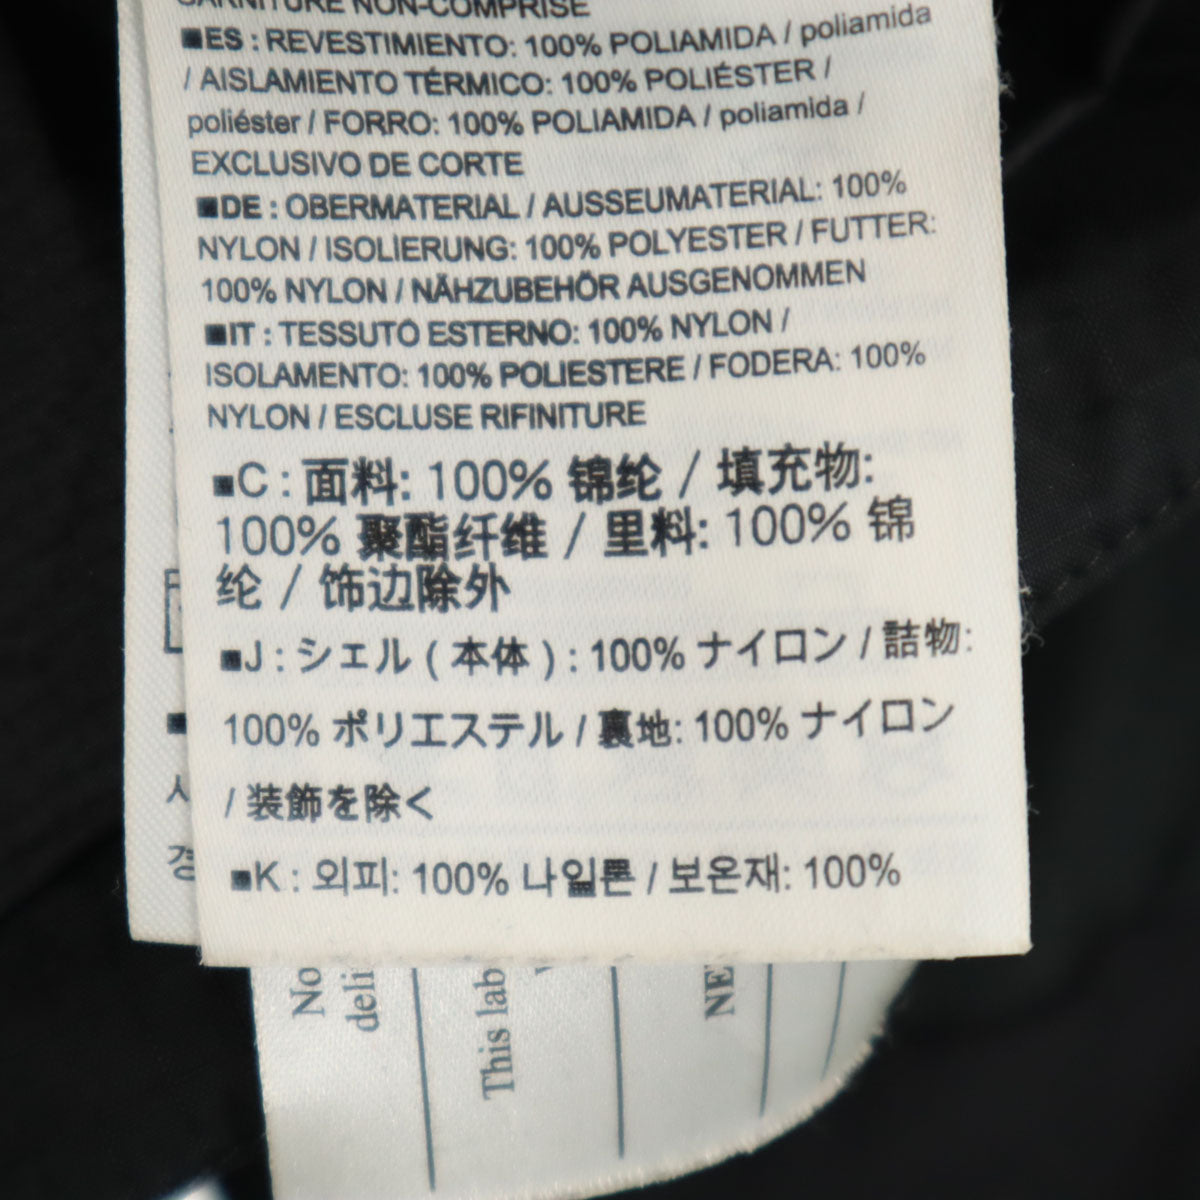 GARNITURE NON-COMPRISE
■ES : REVESTIMIENTO: 100% POLIAMIDA / poliamida
/ AISLAMIENTO TÉRMICO: 100% POLIÉSTER /
poliéster / FORRO: 100% POLIAMIDA / poliamida /
EXCLUSIVO DE CORTE
■DE : OBERMATERIAL / AUSSEUMATERIAL: 100%
NYLON / ISOLIERUNG: 100% POLYESTER / FUTTER:
100% NYLON / NÄHZUBEHÖR AUSGENOMMEN
■IT : TESSUTO ESTERNO: 100% NYLON /
ISOLAMENTO: 100% POLIESTERE / FODERA: 100%
NYLON / ESCLUSE RIFINITURE
■C : 面料: 100% 锦纶 / 填充物:
100% 聚酯纤维 / 里料: 100% 锦
纶 / 饰边除外
■J : シェル ( 本体 ) : 100% ナイロン / 詰物:
100% ポリエステル / 裏地: 100% ナイロン
/ 装飾を除く
■K : 외피: 100% 나일론 / 보온재: 100%
경
No
deli
This lab
NE